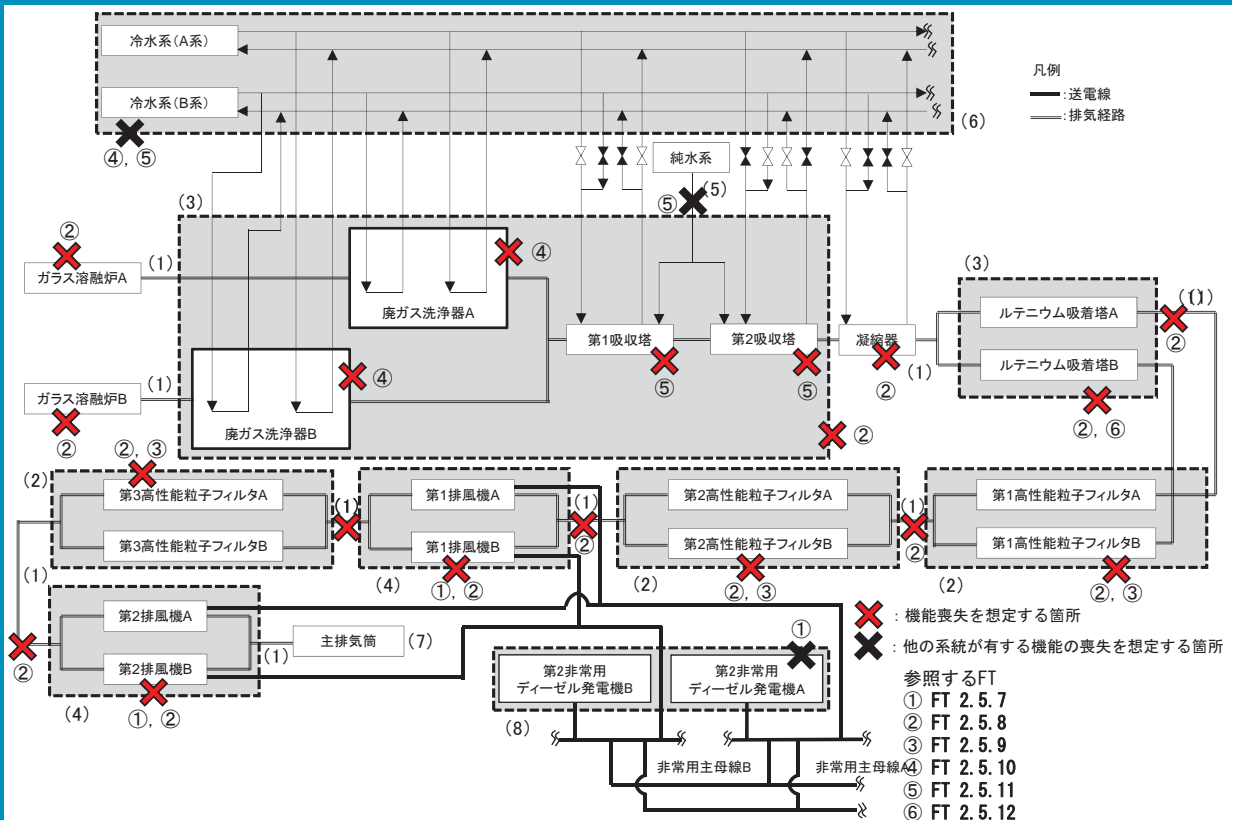 冷水系(A系)
冷水系(B系)
④, ⑤
(6)
凡例
:送電線
:排気経路
純水系
(5)
⑤
(3)
②
ガラス溶融炉A
(1)
④
廃ガス洗浄器A
④
廃ガス洗浄器B
(1)
ガラス溶融炉B
②
第1吸収塔
⑤
第2吸収塔
⑤
②
凝縮器
(1)
②
(3)
ルテニウム吸着塔A
ルテニウム吸着塔B
②, ⑥
(1)
②
②, ③
(2)
第3高性能粒子フィルタA
第3高性能粒子フィルタB
(1)
第1排風機A
第1排風機B
(4)
①, ②
(1)
②
第2高性能粒子フィルタA
第2高性能粒子フィルタB
(2)
②, ③
(1)
②
第1高性能粒子フィルタA
第1高性能粒子フィルタB
(2)
②, ③
(1)
②
第2排風機A
第2排風機B
(4)
①, ②
(1)
主排気筒
(7)
①
第2非常用
ディーゼル発電機B
第2非常用
ディーゼル発電機A
(8)
非常用主母線B
非常用主母線A
:機能喪失を想定する箇所
:他の系統が有する機能の喪失を想定する箇所
参照するFT
① FT 2.5.7
② FT 2.5.8
③ FT 2.5.9
④ FT 2.5.10
⑤ FT 2.5.11
⑥ FT 2.5.12